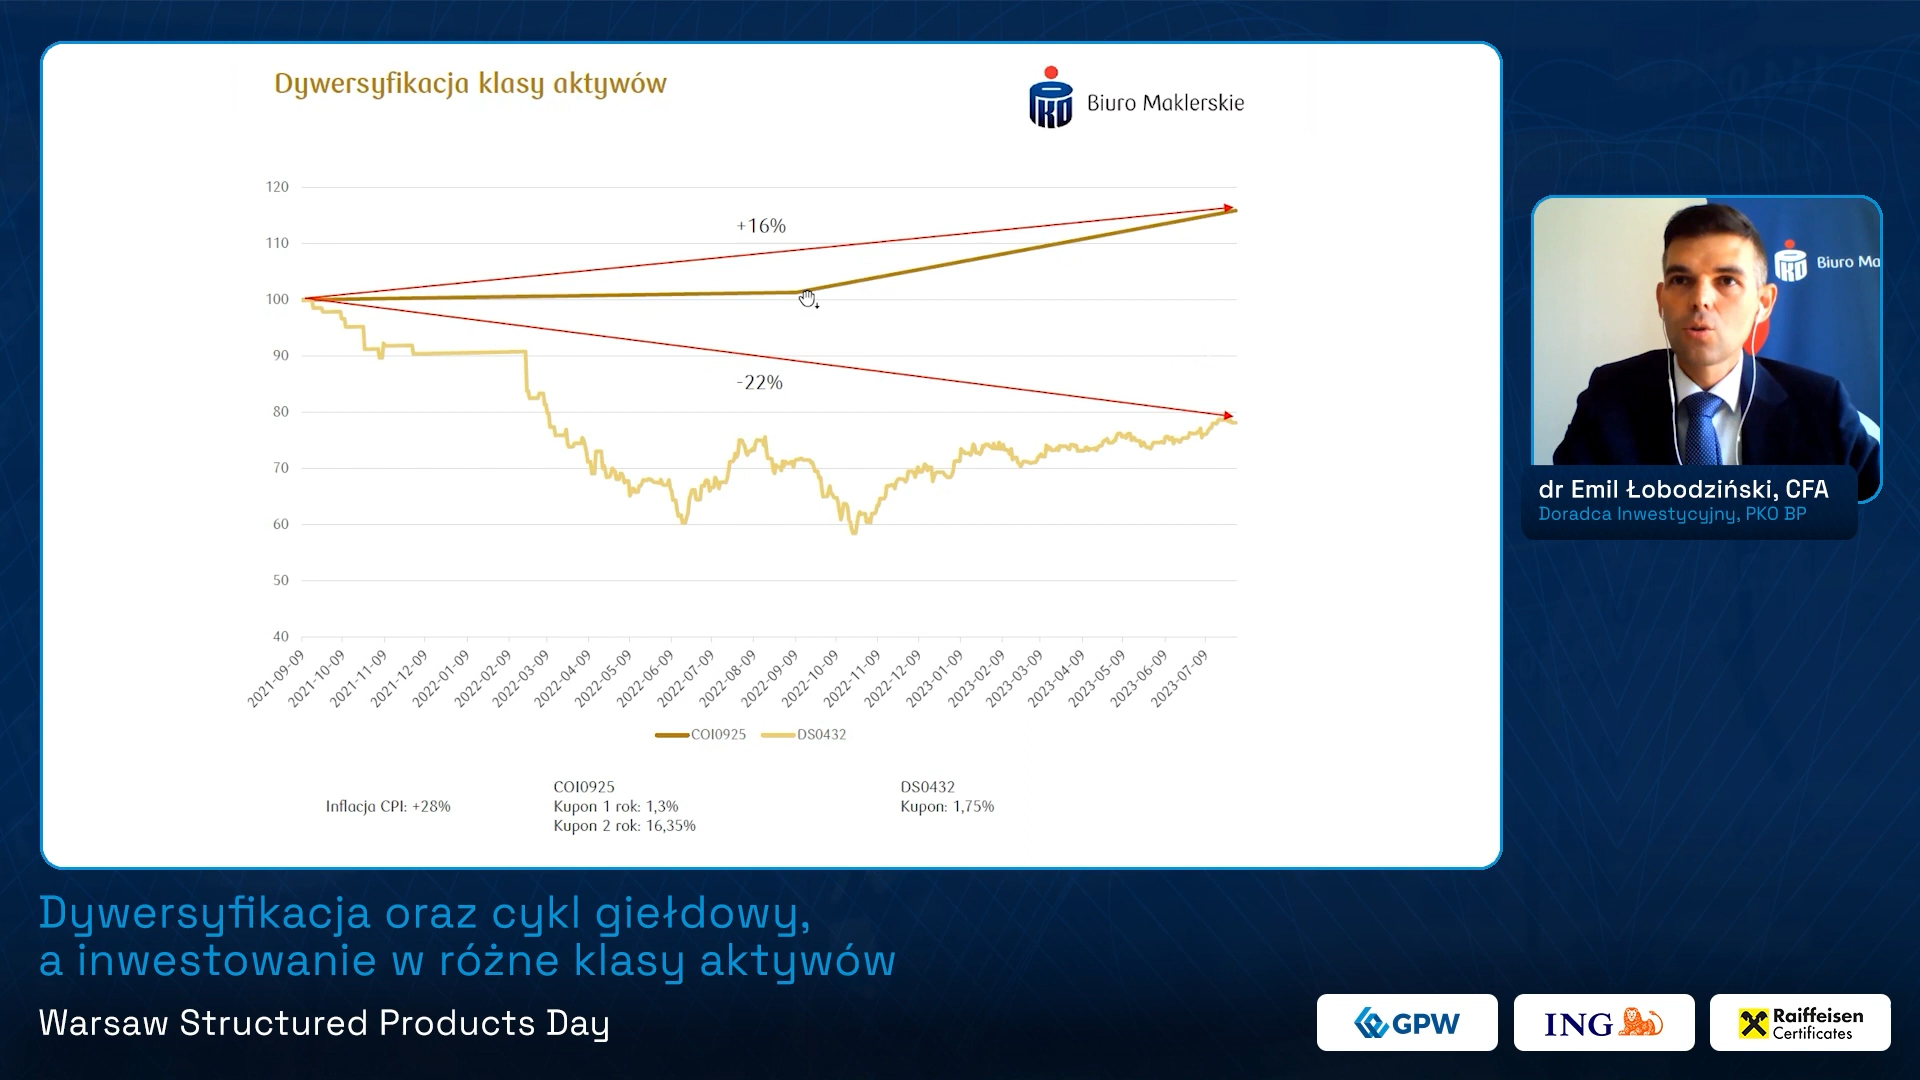 Dywersyfikacja klasy aktywów
PKO Biuro Maklerskie
120
110
100
90
80
70
60
50
40
+16%
-22%
2021-09-09
2021-10-09
2021-11-09
2021-12-09
2022-01-09
2022-02-09
2022-03-09
2022-04-09
2022-05-09
2022-06-09
2022-07-09
2022-08-09
2022-09-09
2022-10-09
2022-11-09
2022-12-09
2023-01-09
2023-02-09
2023-03-09
2023-04-09
2023-05-09
2023-06-09
2023-07-09
COI0925 DS0432
Inflacja CPI: +28%
COI0925
Kupon 1 rok: 1,3%
Kupon 2 rok: 16,35%
DS0432
Kupon: 1,75%
PKO Biuro Ma
dr Emil Łobodziński, CFA
Doradca Inwestycyjny, PKO BP
Dywersyfikacja oraz cykl giełdowy,
a inwestowanie w różne klasy aktywów
Warsaw Structured Products Day
GPW
ING
Raiffeisen
Certificates